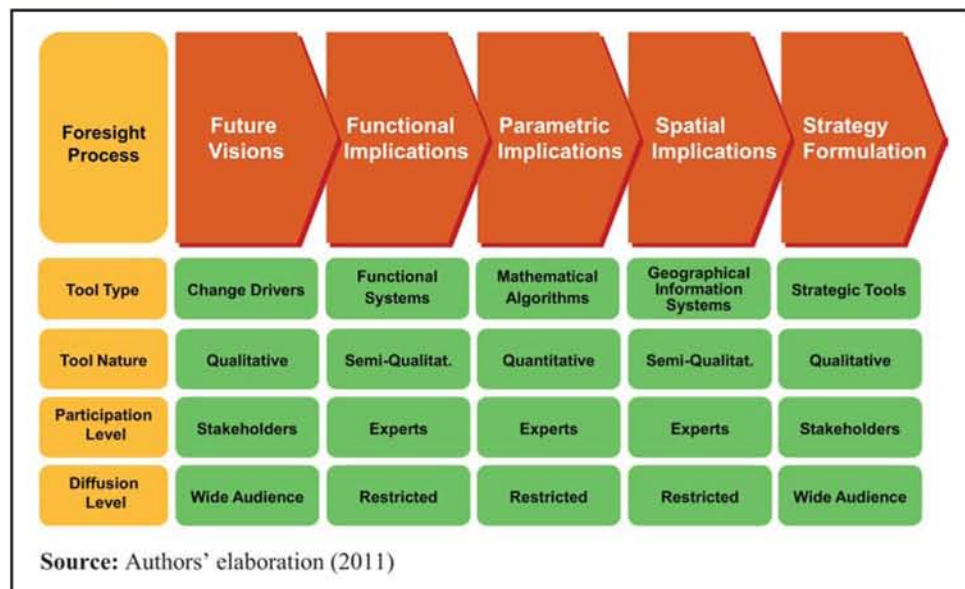 Foresight
Process
Future
Visions
Functional
Implications
Parametric
Implications
Spatial
Implications
Strategy
Formulation
Tool Type
Change Drivers
Functional
Systems
Mathematical
Algorithms
Geographical
Information
Systems
Strategic Tools
Tool Nature
Qualitative
Semi-Qualitat.
Quantitative
Semi-Qualitat.
Qualitative
Participation
Level
Stakeholders
Experts
Experts
Experts
Stakeholders
Diffusion
Level
Wide Audience
Restricted
Restricted
Restricted
Wide Audience
Source: Authors’ elaboration (2011)